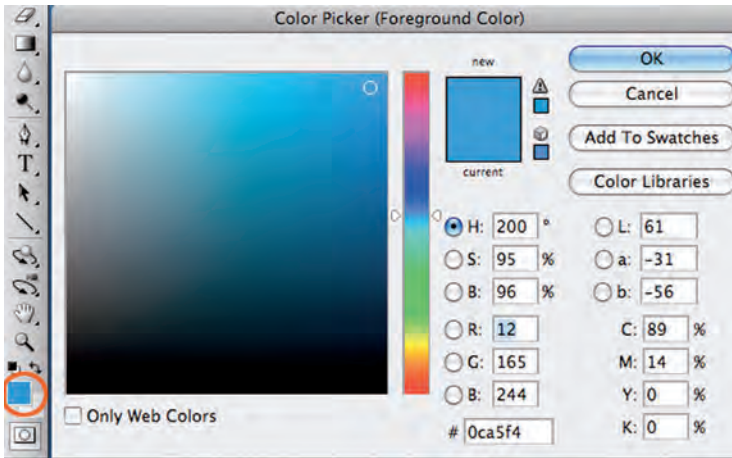 Color Picker (Foreground Color)
new
current
OK
Cancel
Add To Swatches
Color Libraries
H: 200 °
S: 95 %
B: 96 %
R: 12
G: 165
B: 244
# 0ca5f4
L: 61
a: -31
b: -56
C: 89 %
M: 14 %
Y: 0 %
K: 0 %
Only Web Colors
T